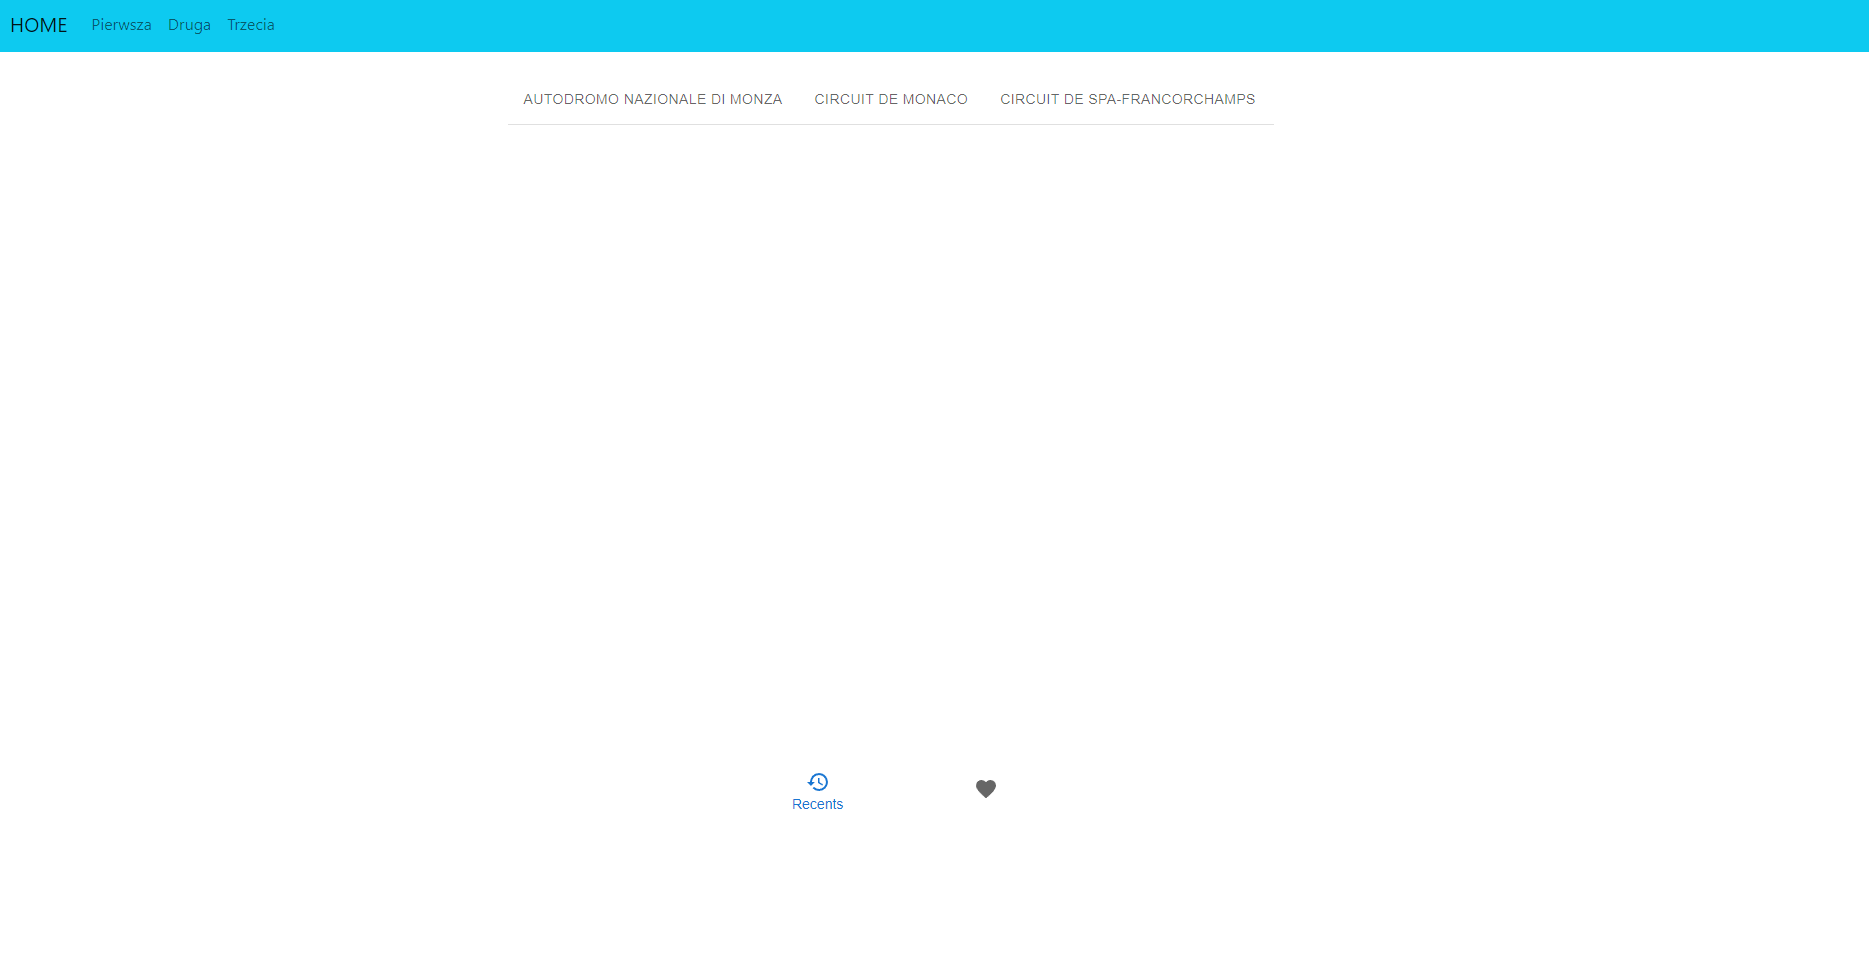 HOME Pierwsza Druga Trzecia
AUTODROMO NAZIONALE DI MONZA CIRCUIT DE MONACO CIRCUIT DE SPA-FRANCORCHAMPS
Recents